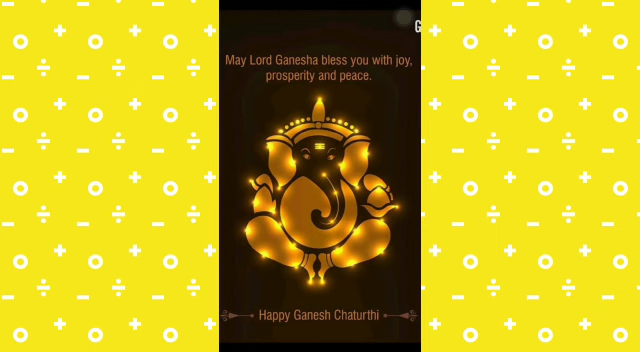 G
May Lord Ganesha bless you with joy,
prosperity and peace.
Happy Ganesh Chaturthi